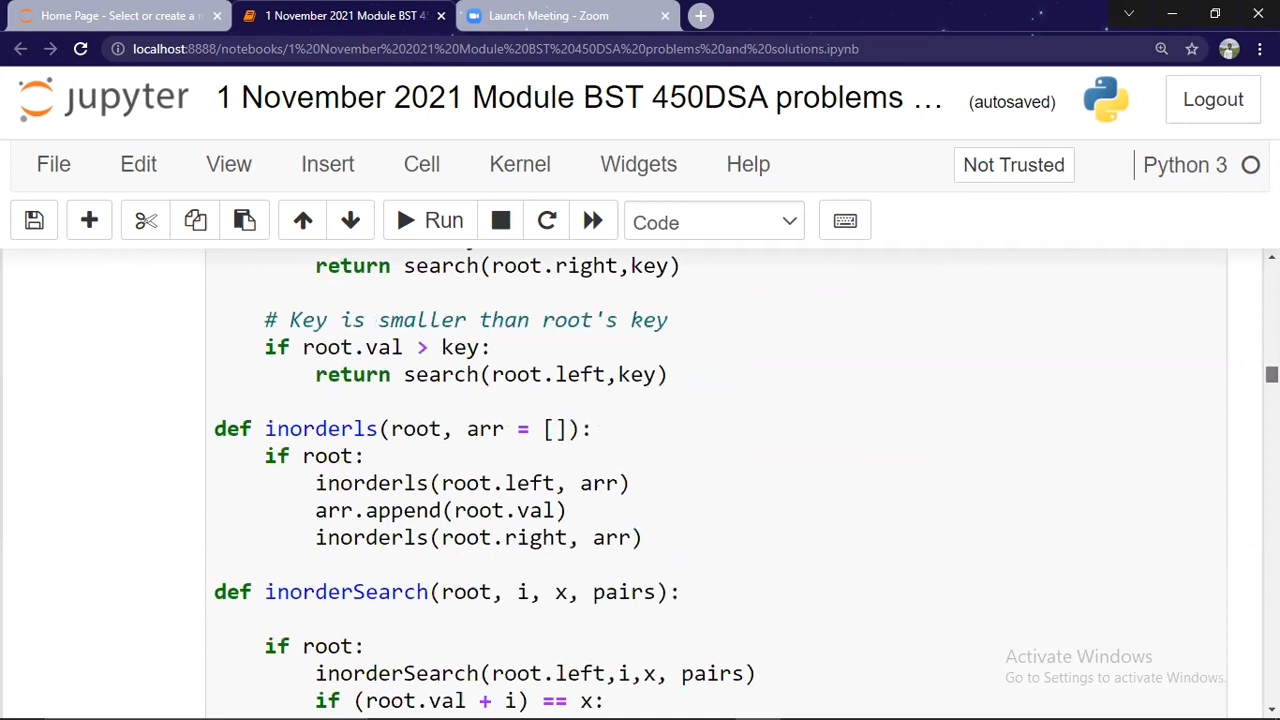 Home Page - Select or create a n
1 November 2021 Module BST 45
Launch Meeting - Zoom
localhost:8888/notebooks/1%20November%202021%20Module%20BST%20450DSA%20problems%20and%20solutions.ipynb
jupyter
1 November 2021 Module BST 450DSA problems ...
(autosaved)
Logout
File
Edit
View
Insert
Cell
Kernel
Widgets
Help
Not Trusted
Python 3
Run
Code
return search(root.right,key)
# Key is smaller than root's key
if root.val > key:
return search(root.left,key)
def inorderls(root, arr = []):
if root:
inorderls(root.left, arr)
arr.append(root.val)
inorderls(root.right, arr)
def inorderSearch(root, i, x, pairs):
if root:
inorderSearch(root.left,i,x, pairs)
if (root.val + i) == x:
Activate Windows
Go to Settings to activate Windows.